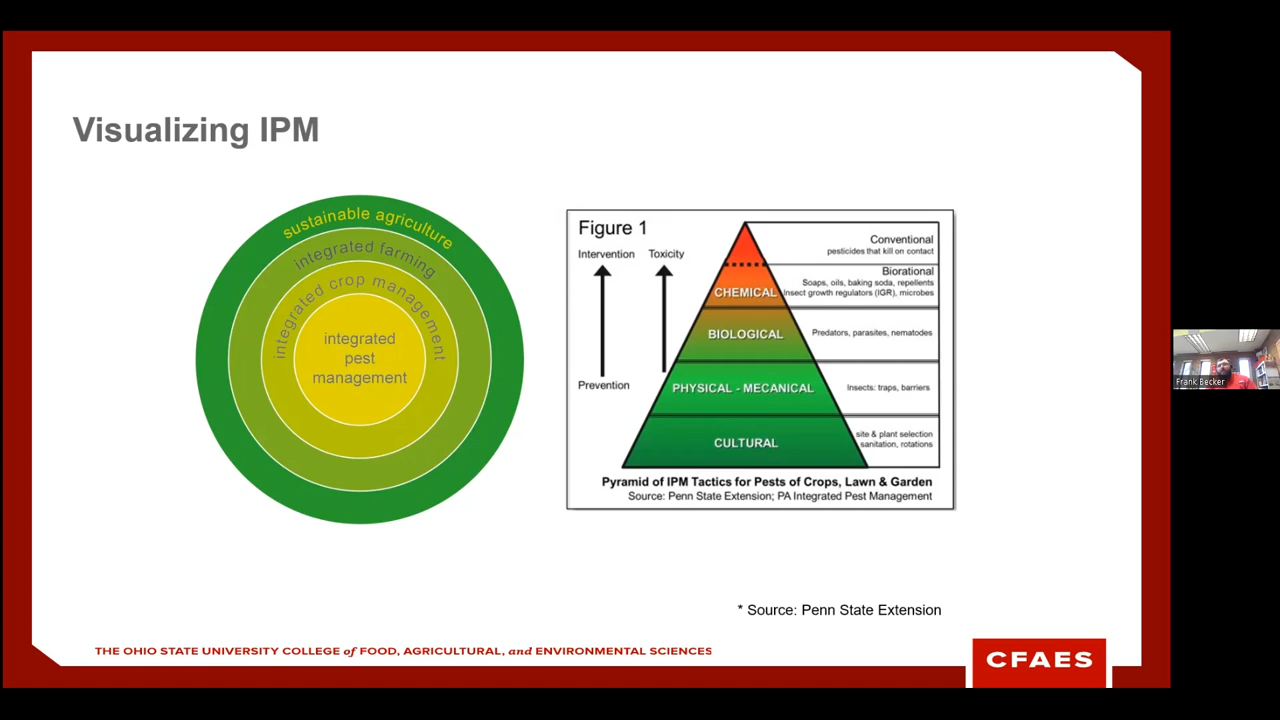 Visualizing IPM
sustainable agriculture
integrated farming
integrated crop management
integrated
pest
management
Figure 1
Intervention
Toxicity
Prevention
CHEMICAL
BIOLOGICAL
PHYSICAL - MECANICAL
CULTURAL
Conventional
pesticides that kill on contact
Biorational
Soaps, oils, baking soda, repellents
Insect growth regulators (IGR), microbes
Predators, parasites, nematodes
Insects: traps, barriers
site & plant selection
sanitation, rotations
Pyramid of IPM Tactics for Pests of Crops, Lawn & Garden
Source: Penn State Extension; PA Integrated Pest Management
* Source: Penn State Extension
THE OHIO STATE UNIVERSITY COLLEGE of FOOD, AGRICULTURAL, and ENVIRONMENTAL SCIENCES
CFAES
Frank Becker